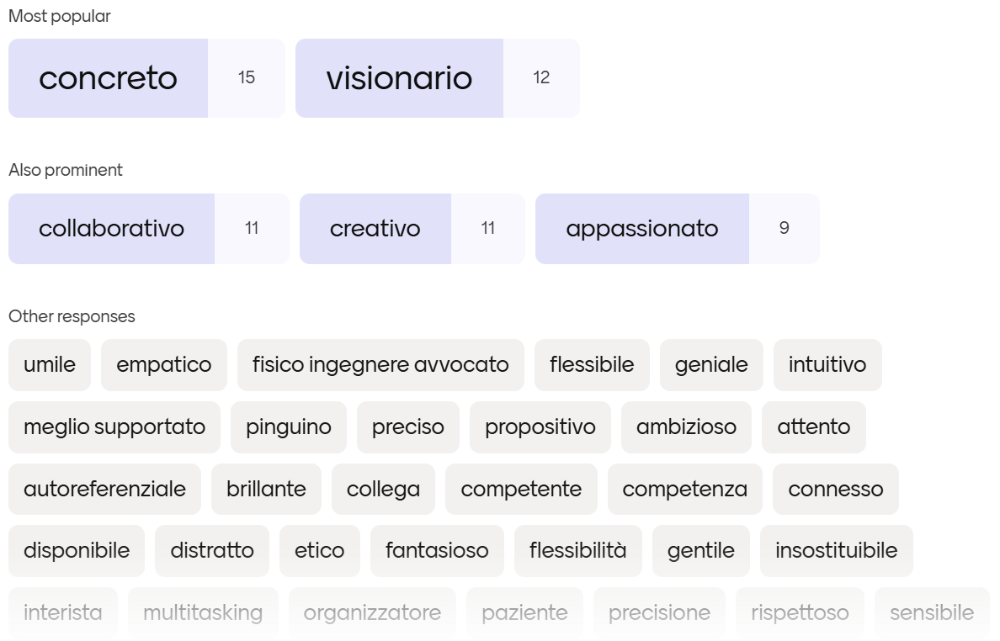 Most popular
concreto 15 visionario 12
Also prominent
collaborativo 11 creativo 11 appassionato 9
Other responses
umile empatico fisico ingegnere avvocato flessibile geniale intuitivo
meglio supportato pinguino preciso propositivo ambizioso attento
autoreferenziale brillante collega competente competenza connesso
disponibile distratto etico fantasioso flessibilità gentile insostituibile
interista multitasking organizzatore paziente precisione rispettoso sensibile